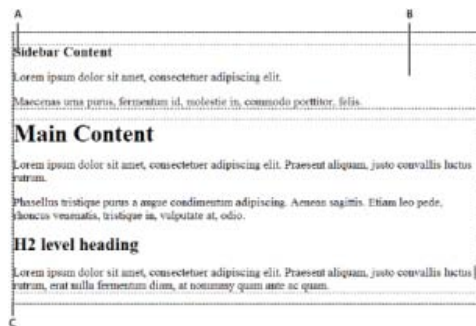 A
B
Sidebar Content
Lorem ipsum dolor sit amet, consectetuer adipiscing elit.
Maecenas urna purus, fermentum id, molestie in, commodo porttitor, felis.
Main Content
Lorem ipsum dolor sit amet, consectetuer adipiscing elit. Praesent aliquam, justo convallis luctus
rutrum.
Phasellus tristique purus a augue condimentum adipiscing. Aenean sagittis. Etiam leo pede,
rhoncus venenatis, tristique in, vulputate at, odio.
H2 level heading
Lorem ipsum dolor sit amet, consectetuer adipiscing elit. Praesent aliquam, justo convallis luctus
rutrum, erat nulla fermentum diam, at nonummy quam ante ac quam.
C